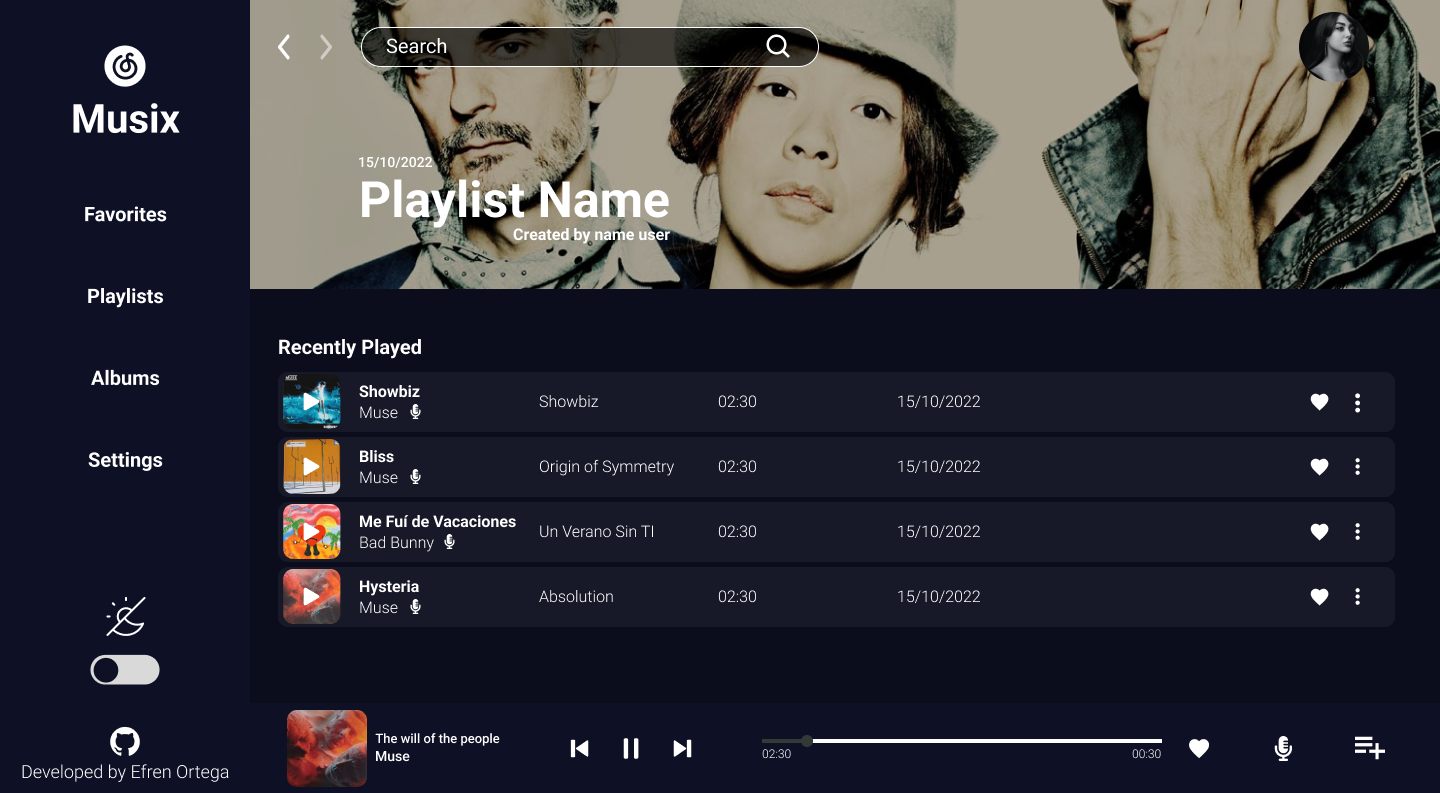 Musix
Favorites
Playlists
Albums
Settings
Developed by Efren Ortega
Search
15/10/2022
Playlist Name
Created by name user
Recently Played
Showbiz
Muse
Showbiz
02:30
15/10/2022
Bliss
Muse
Origin of Symmetry
02:30
15/10/2022
Me Fuí de Vacaciones
Bad Bunny
Un Verano Sin TI
02:30
15/10/2022
Hysteria
Muse
Absolution
02:30
15/10/2022
The will of the people
Muse
02:30
00:30